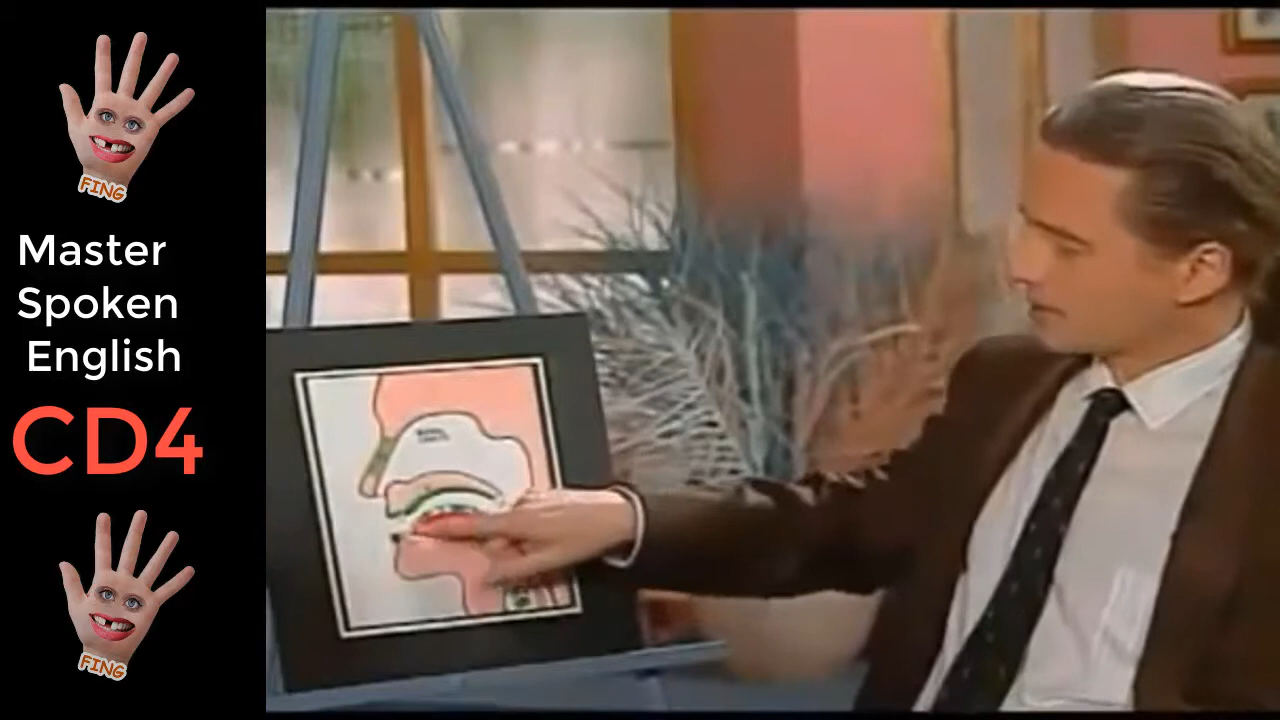 FING
Master
Spoken
English
CD4
FING